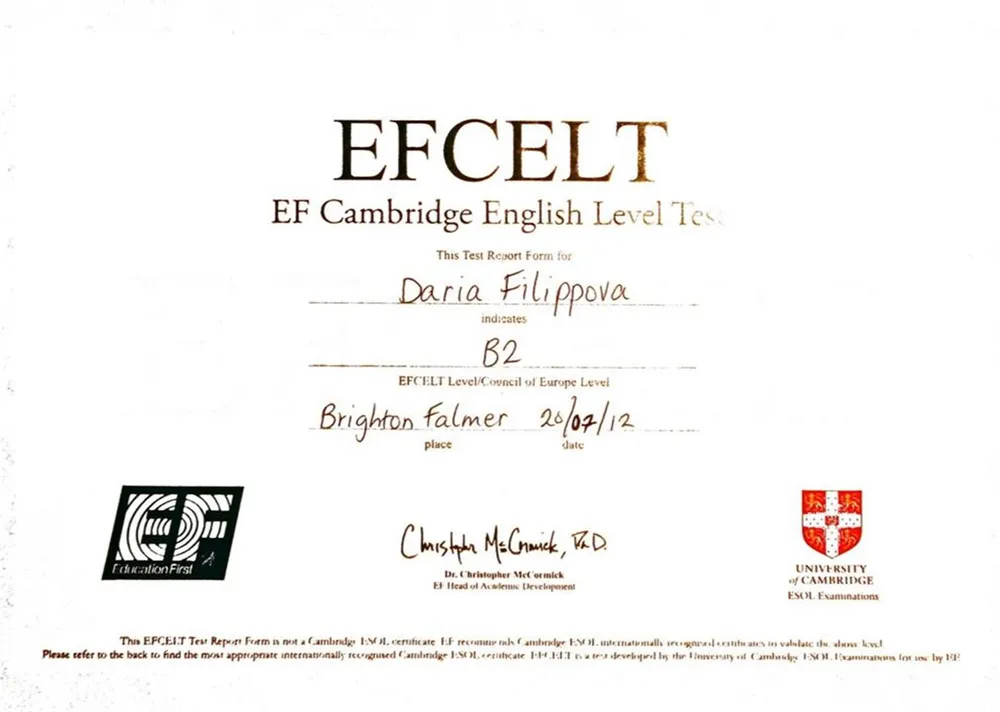 EFCELT
EF Cambridge English Level Test
This Test Report Form for
Daria Filippova
indicates
B2
EFCELT Level/Council of Europe Level
Brighton Falmer 20/07/12
place date
EF
Education First
Christopher McCormick, Ph.D.
Dr. Christopher McCormick
EF Head of Academic Development
UNIVERSITY
of CAMBRIDGE
ESOL Examinations
This EFCELT Test Report Form is not a Cambridge ESOL certificate EF recommends Cambridge ESOL internationally recognised certificates to validate the above level
Please refer to the back to find the most appropriate internationally recognised Cambridge ESOL certificate EFCELT is a test developed by the University of Cambridge ESOL Examinations for use by EF